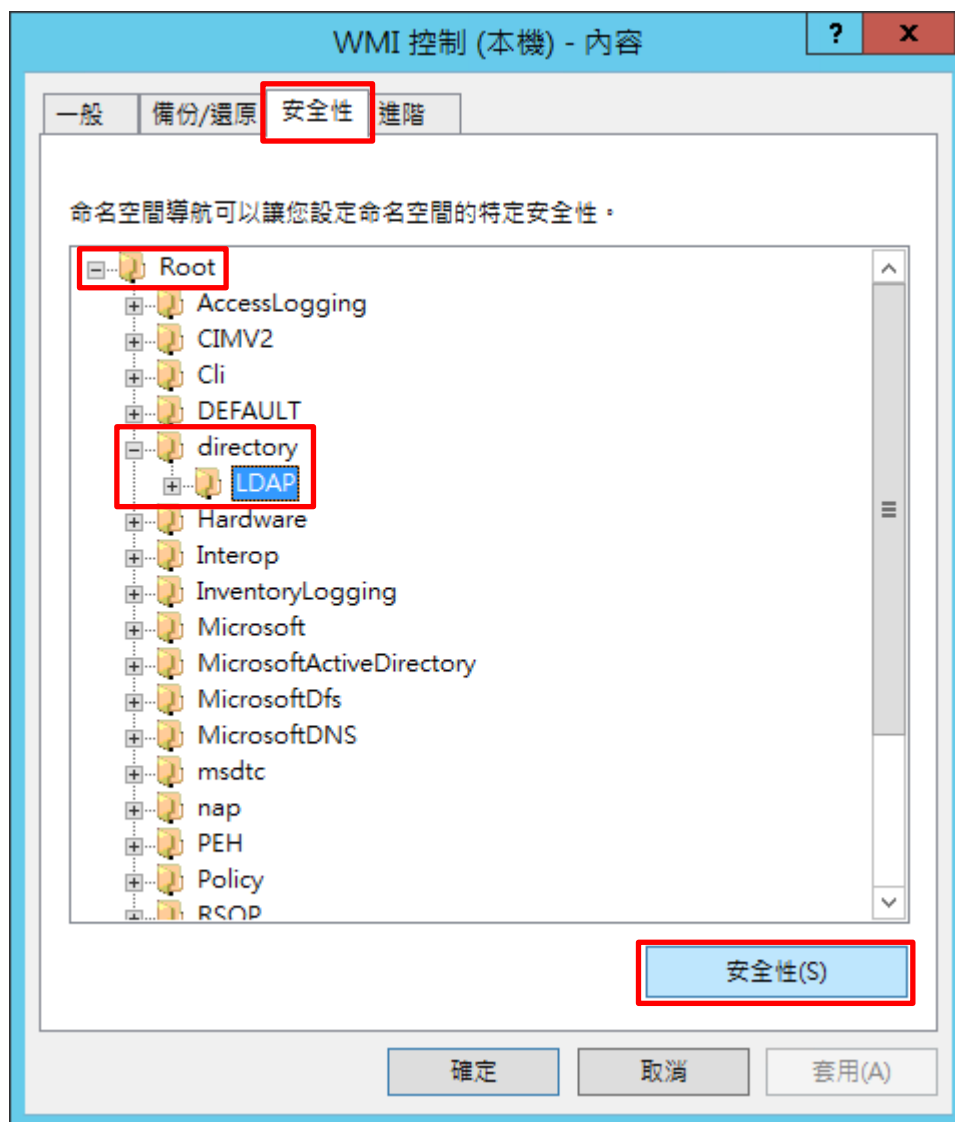 WMI 控制 (本機) - 內容
?
x
一般 備份/還原 安全性 進階
命名空間導航可以讓您設定命名空間的特定安全性。
Root
AccessLogging
CIMV2
Cli
DEFAULT
directory
LDAP
Hardware
Interop
InventoryLogging
Microsoft
MicrosoftActiveDirectory
MicrosoftDfs
MicrosoftDNS
msdtc
nap
PEH
Policy
RSOP
安全性(S)
確定 取消 套用(A)